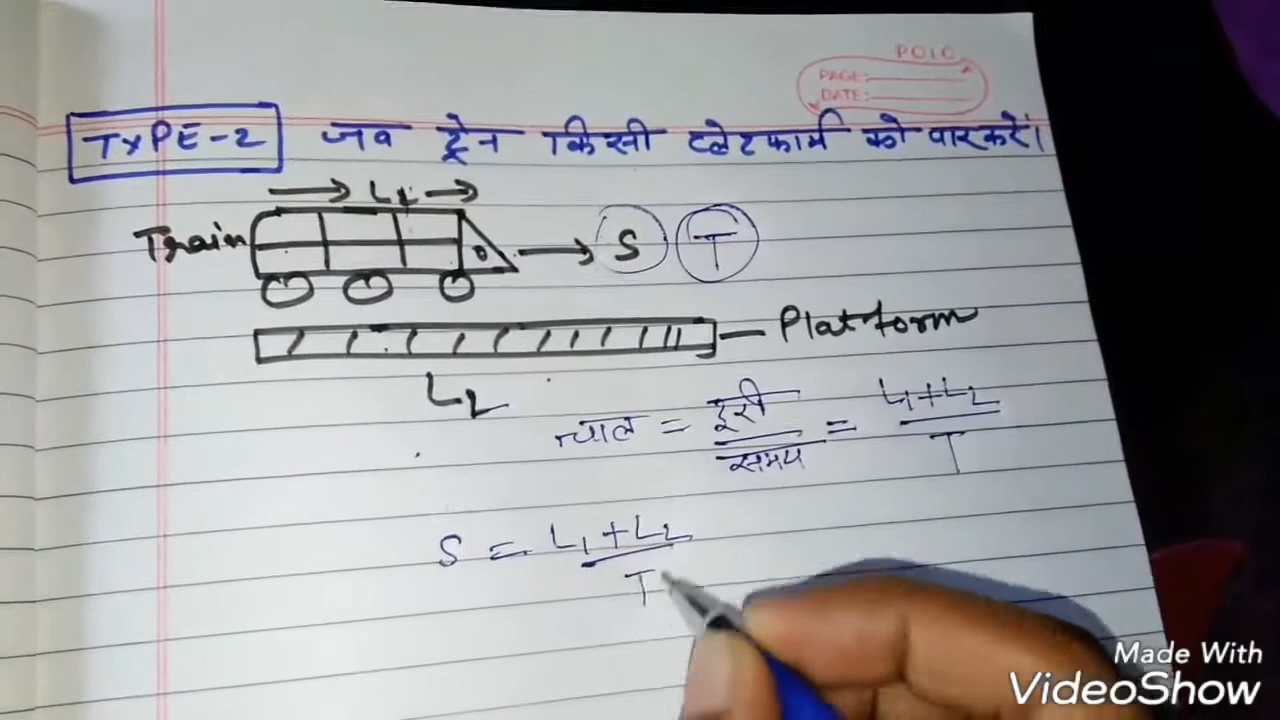 POLO
PAGE:
DATE:
TYPE-2 जब ट्रेन किसी प्लेटफार्म को पार करें।
L1
Train S T
Platform
L2
चाल = दूरी/समय = L1+L2/T
S = L1+L2/T
Made With
VideoShow